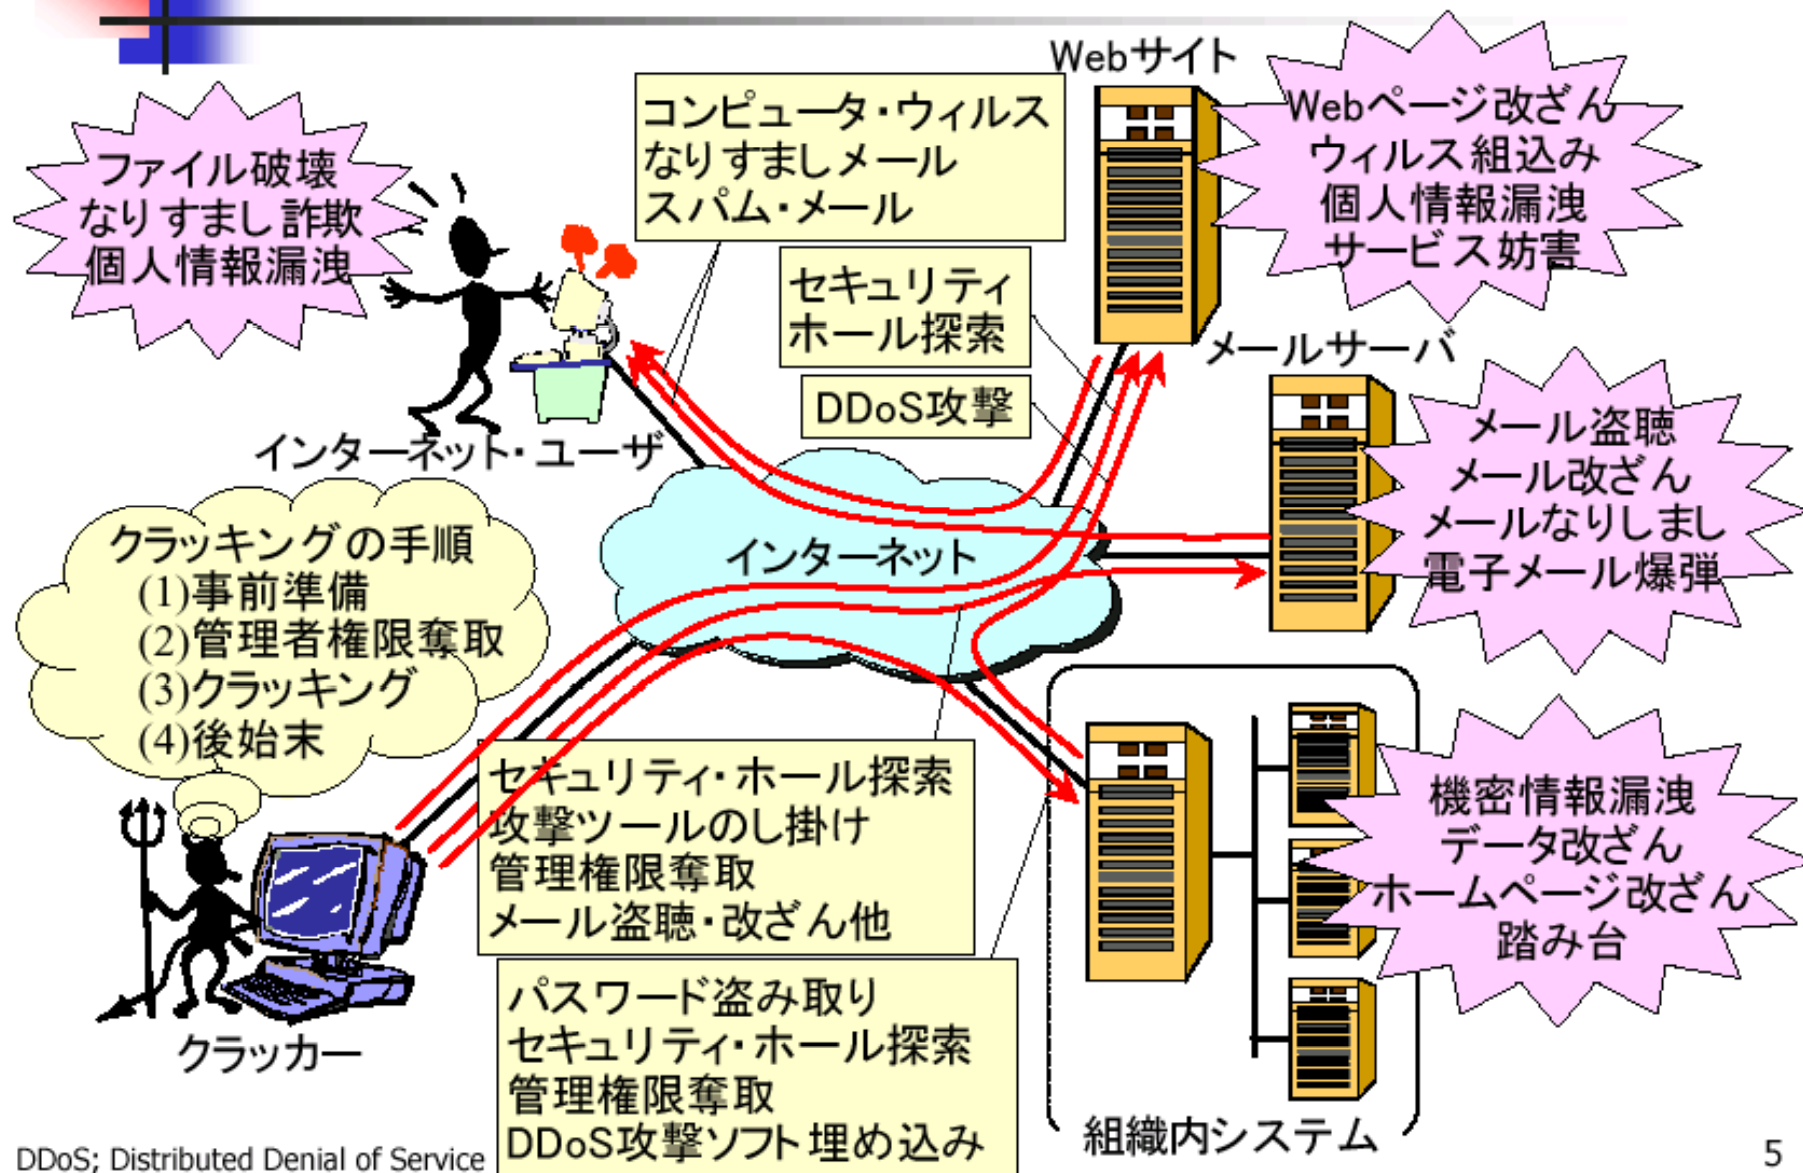 Webサイト
コンピュータ・ウィルス
なりすましメール
スパム・メール
Webページ改ざん
ウィルス組込み
個人情報漏洩
サービス妨害
ファイル破壊
なりすまし詐欺
個人情報漏洩
セキュリティ
ホール探索
DDoS攻撃
メールサーバ
メール盗聴
メール改ざん
メールなりしまし
電子メール爆弾
インターネット・ユーザ
インターネット
クラッキングの手順
(1)事前準備
(2)管理者権限奪取
(3)クラッキング
(4)後始末
セキュリティ・ホール探索
攻撃ツールのし掛け
管理権限奪取
メール盗聴・改ざん他
機密情報漏洩
データ改ざん
ホームページ改ざん
踏み台
クラッカー
パスワード盗み取り
セキュリティ・ホール探索
管理権限奪取
DDoS攻撃ソフト埋め込み
組織内システム
DDoS; Distributed Denial of Service
5